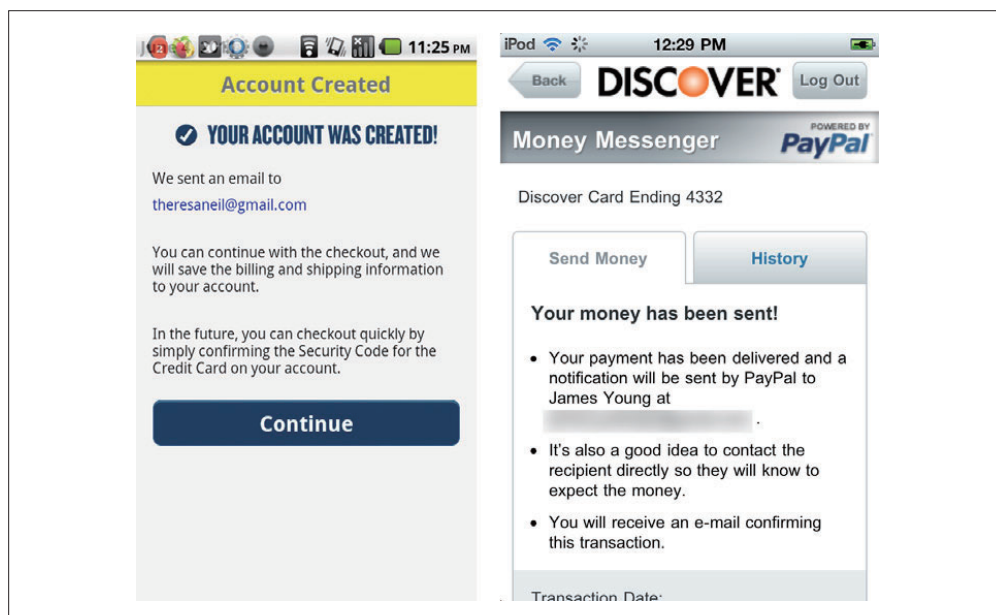 11:25 PM
Account Created
YOUR ACCOUNT WAS CREATED!
We sent an email to
theresaneil@gmail.com
You can continue with the checkout, and we
will save the billing and shipping information
to your account.
In the future, you can checkout quickly by
simply confirming the Security Code for the
Credit Card on your account.
Continue
iPod 12:29 PM
Back DISCOVER Log Out
Money Messenger POWERED BY
PayPal
Discover Card Ending 4332
Send Money History
Your money has been sent!
• Your payment has been delivered and a
notification will be sent by PayPal to
James Young at
.
• It's also a good idea to contact the
recipient directly so they will know to
expect the money.
• You will receive an e-mail confirming
this transaction.
Transaction Date: